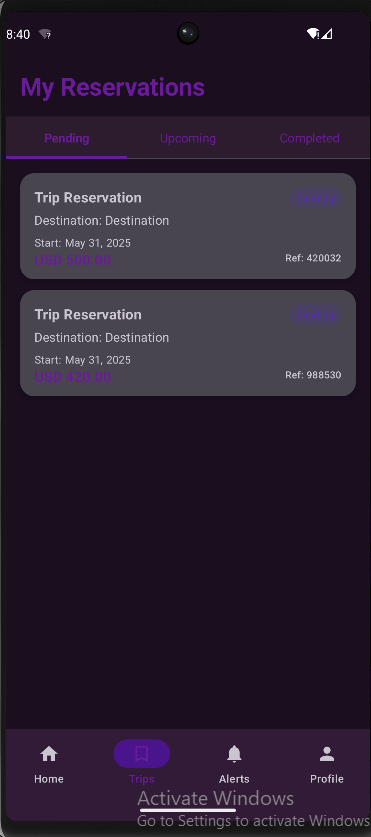 8:40
My Reservations
Pending Upcoming Completed
Trip Reservation
Destination: Destination
Start: May 31, 2025
USD 500.00 Ref: 420032
Trip Reservation
Destination: Destination
Start: May 31, 2025
USD 420.00 Ref: 988530
Home Trips Alerts Profile
Activate Windows
Go to Settings to activate Windows